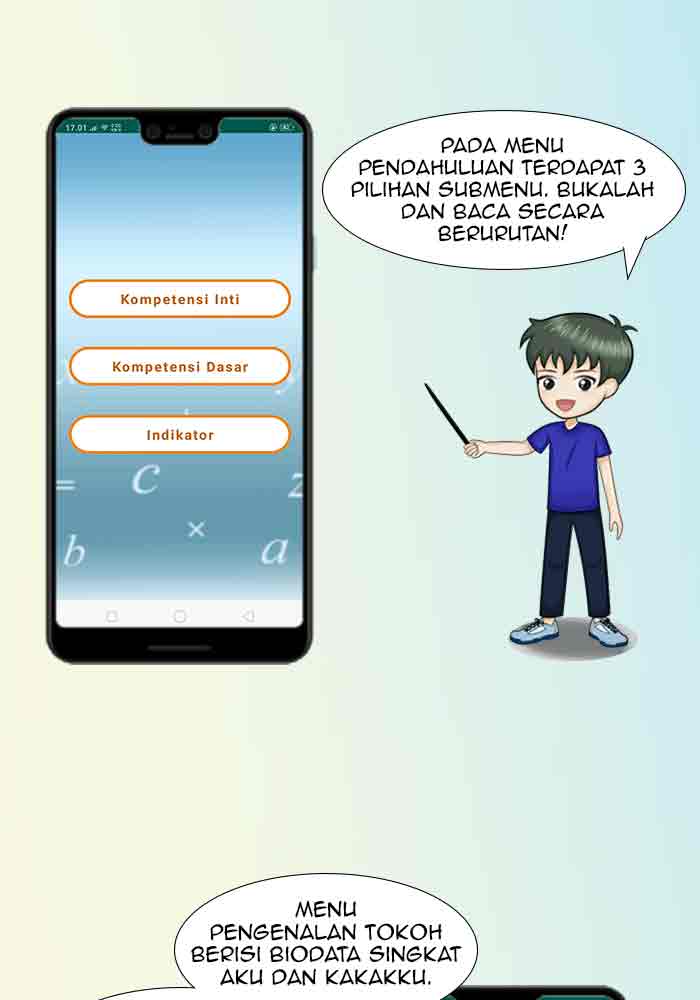 PADA MENU
PENDAHULUAN TERDAPAT 3
PILIHAN SUBMENU. BUKALAH
DAN BACA SECARA
BERURUTAN!
17.01
Kompetensi Inti
Kompetensi Dasar
Indikator
x
y
= c z
×
b a
MENU
PENGENALAN TOKOH
BERISI BIODATA SINGKAT
AKU DAN KAKAKKU.